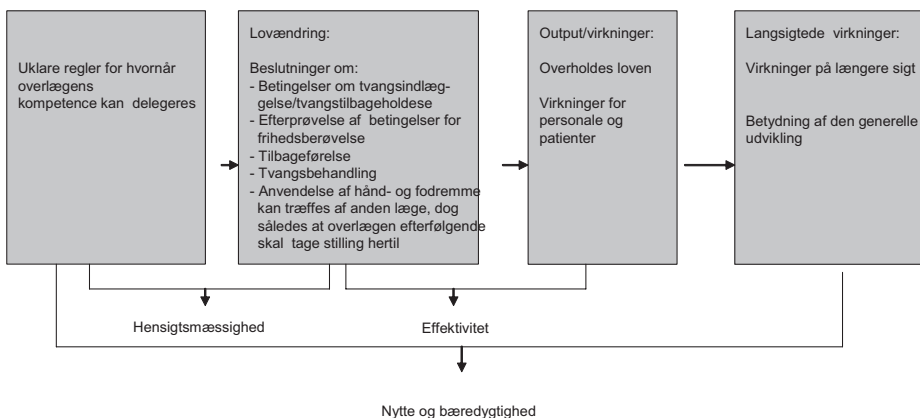 Uklare regler for hvornår
overlægens
kompetence kan delegeres
Lovændring:
Beslutninger om:
- Betingelser om tvangsindlæg-
gelse/tvangstilbageholdese
- Efterprøvelse af betingelser for
frihedsberøvelse
- Tilbageførelse
- Tvangsbehandling
- Anvendelse af hånd- og fodremme
kan træffes af anden læge, dog
således at overlægen efterfølgende
skal tage stilling hertil
Output/virkninger:
Overholdes loven
Virkninger for
personale og
patienter
Langsigtede virkninger:
Virkninger på længere sigt
Betydning af den generelle
udvikling
Hensigtsmæssighed
Effektivitet
Nytte og bæredygtighed